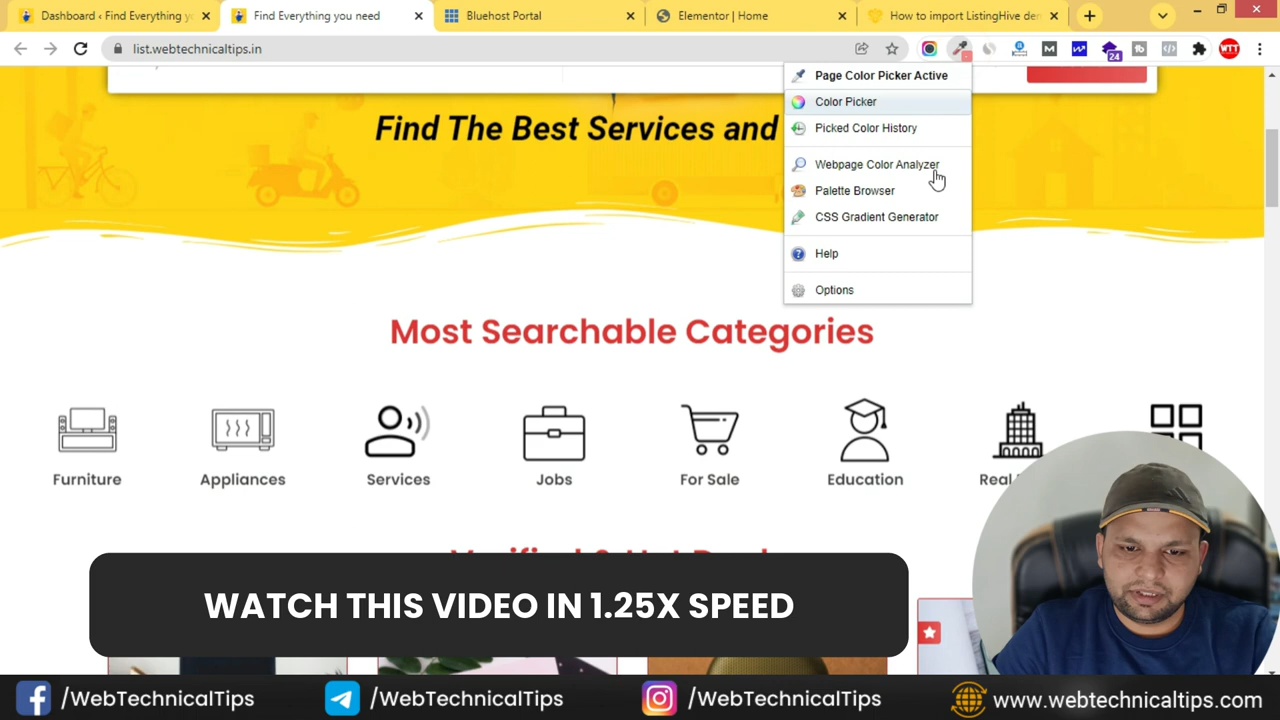 Dashboard ‹ Find Everything y
Find Everything you need
Bluehost Portal
Elementor | Home
How to import ListingHive de
list.webtechnicaltips.in
24
WTT
Page Color Picker Active
Color Picker
Picked Color History
Webpage Color Analyzer
Palette Browser
CSS Gradient Generator
Help
Options
Find The Best Services and
Most Searchable Categories
Furniture
Appliances
Services
Jobs
For Sale
Education
Real
WATCH THIS VIDEO IN 1.25X SPEED
/WebTechnicalTips
/WebTechnicalTips
/WebTechnicalTips
www.webtechnicaltips.com